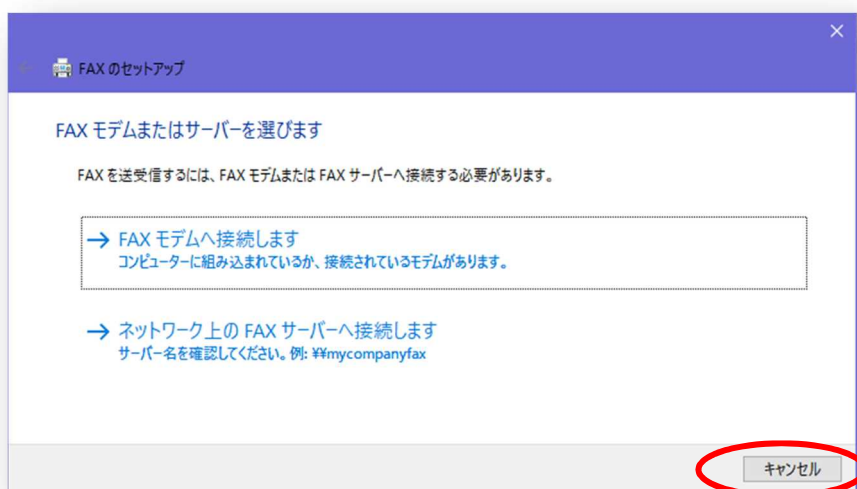 FAX のセットアップ
FAX モデムまたはサーバーを選びます
FAX を送受信するには、FAX モデムまたは FAX サーバーへ接続する必要があります。
FAX モデムへ接続します
コンピューターに組み込まれているか、接続されているモデムがあります。
ネットワーク上の FAX サーバーへ接続します
サーバー名を確認してください。例: ¥¥mycompanyfax
キャンセル